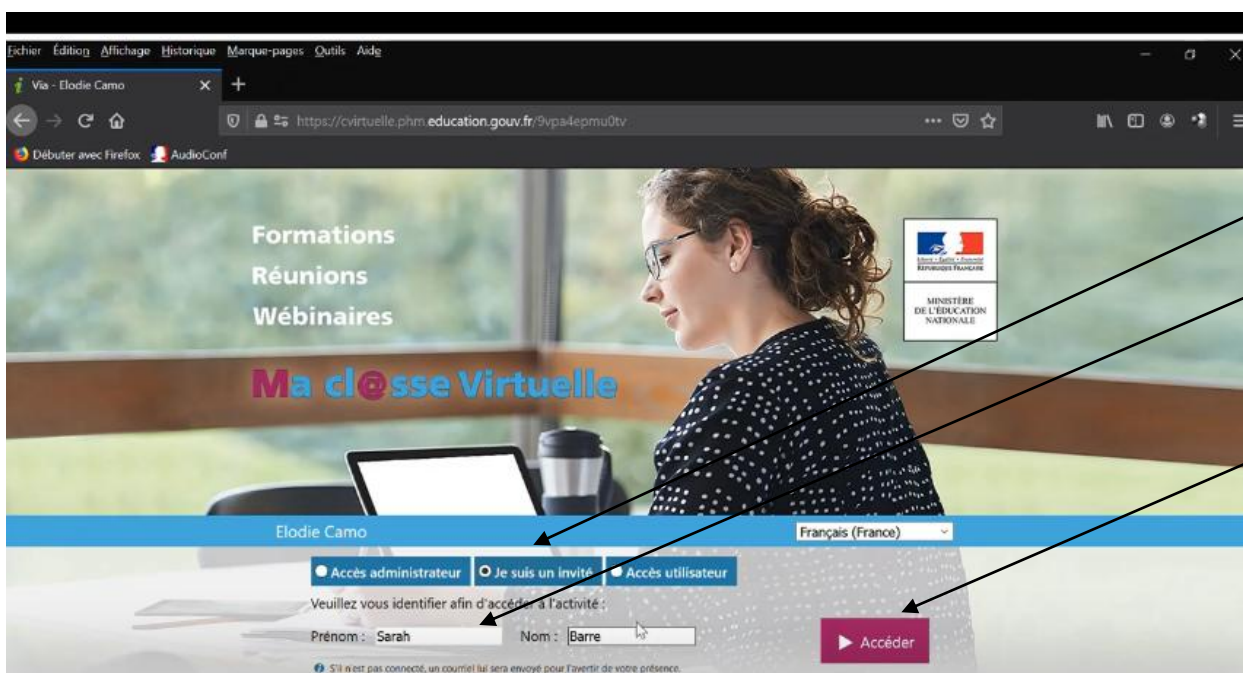 Fichier Édition Affichage Historique Marque-pages Outils Aide
Via - Elodie Camo
https://cvirtuelle.phm.education.gouv.fr/9vpa4epmu0tv
Débuter avec Firefox AudioConf
Formations
Réunions
Wébinaires
Ma cl@sse Virtuelle
Liberté • Égalité • Fraternité
RÉPUBLIQUE FRANÇAISE
MINISTÈRE
DE L'ÉDUCATION
NATIONALE
Elodie Camo Français (France)
Accès administrateur Je suis un invité Accès utilisateur
Veuillez vous identifier afin d'accéder à l'activité :
Prénom : Sarah Nom : Barre Accéder
S'il n'est pas connecté, un courriel lui sera envoyé pour l'avertir de votre présence.